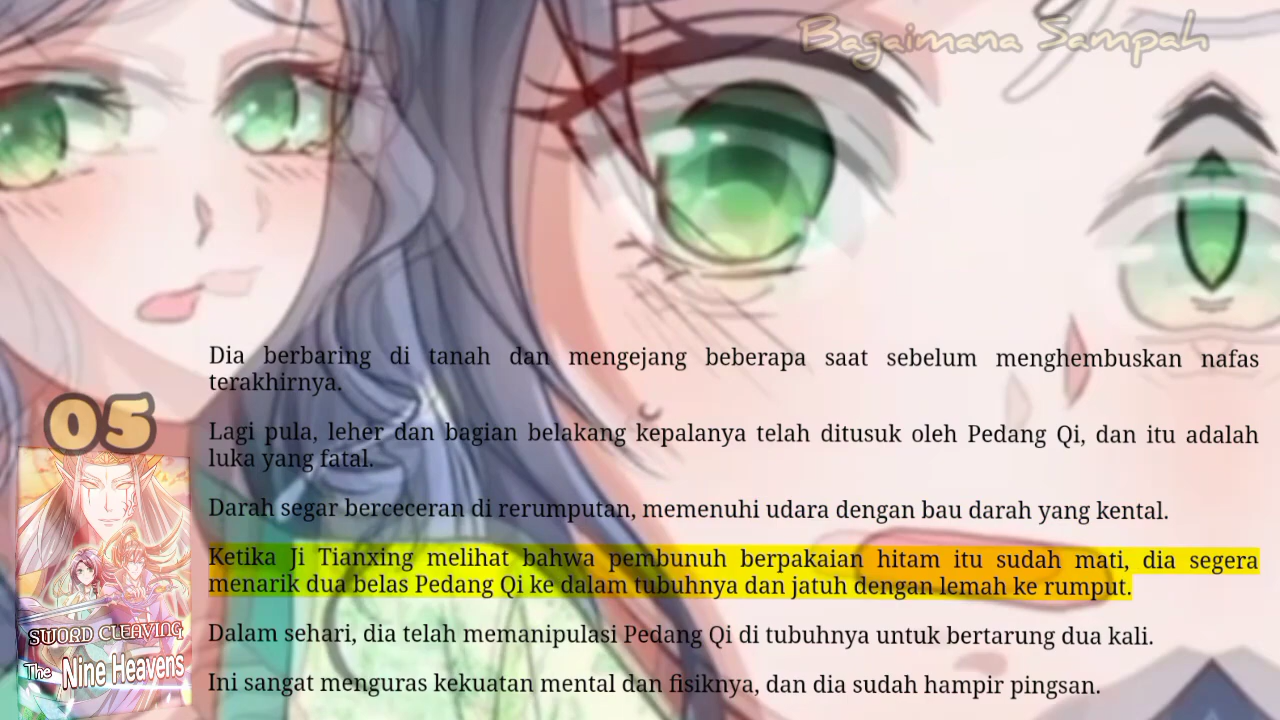 Bagaimana Sampah
Dia berbaring di tanah dan mengejang beberapa saat sebelum menghembuskan nafas
terakhirnya.
05
Lagi pula, leher dan bagian belakang kepalanya telah ditusuk oleh Pedang Qi, dan itu adalah
luka yang fatal.
Darah segar berceceran di rerumputan, memenuhi udara dengan bau darah yang kental.
Ketika Ji Tianxing melihat bahwa pembunuh berpakaian hitam itu sudah mati, dia segera
menarik dua belas Pedang Qi ke dalam tubuhnya dan jatuh dengan lemah ke rumput.
Dalam sehari, dia telah memanipulasi Pedang Qi di tubuhnya untuk bertarung dua kali.
Ini sangat menguras kekuatan mental dan fisiknya, dan dia sudah hampir pingsan.
SWORD CLEAVING
The Nine Heavens